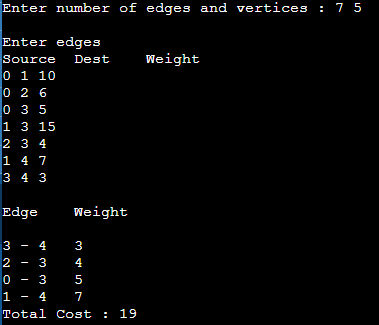 Enter number of edges and vertices : 7 5
Enter edges
Source Dest Weight
0 1 10
0 2 6
0 3 5
1 3 15
2 3 4
1 4 7
3 4 3
Edge Weight
3 - 4 3
2 - 3 4
0 - 3 5
1 - 4 7
Total Cost : 19